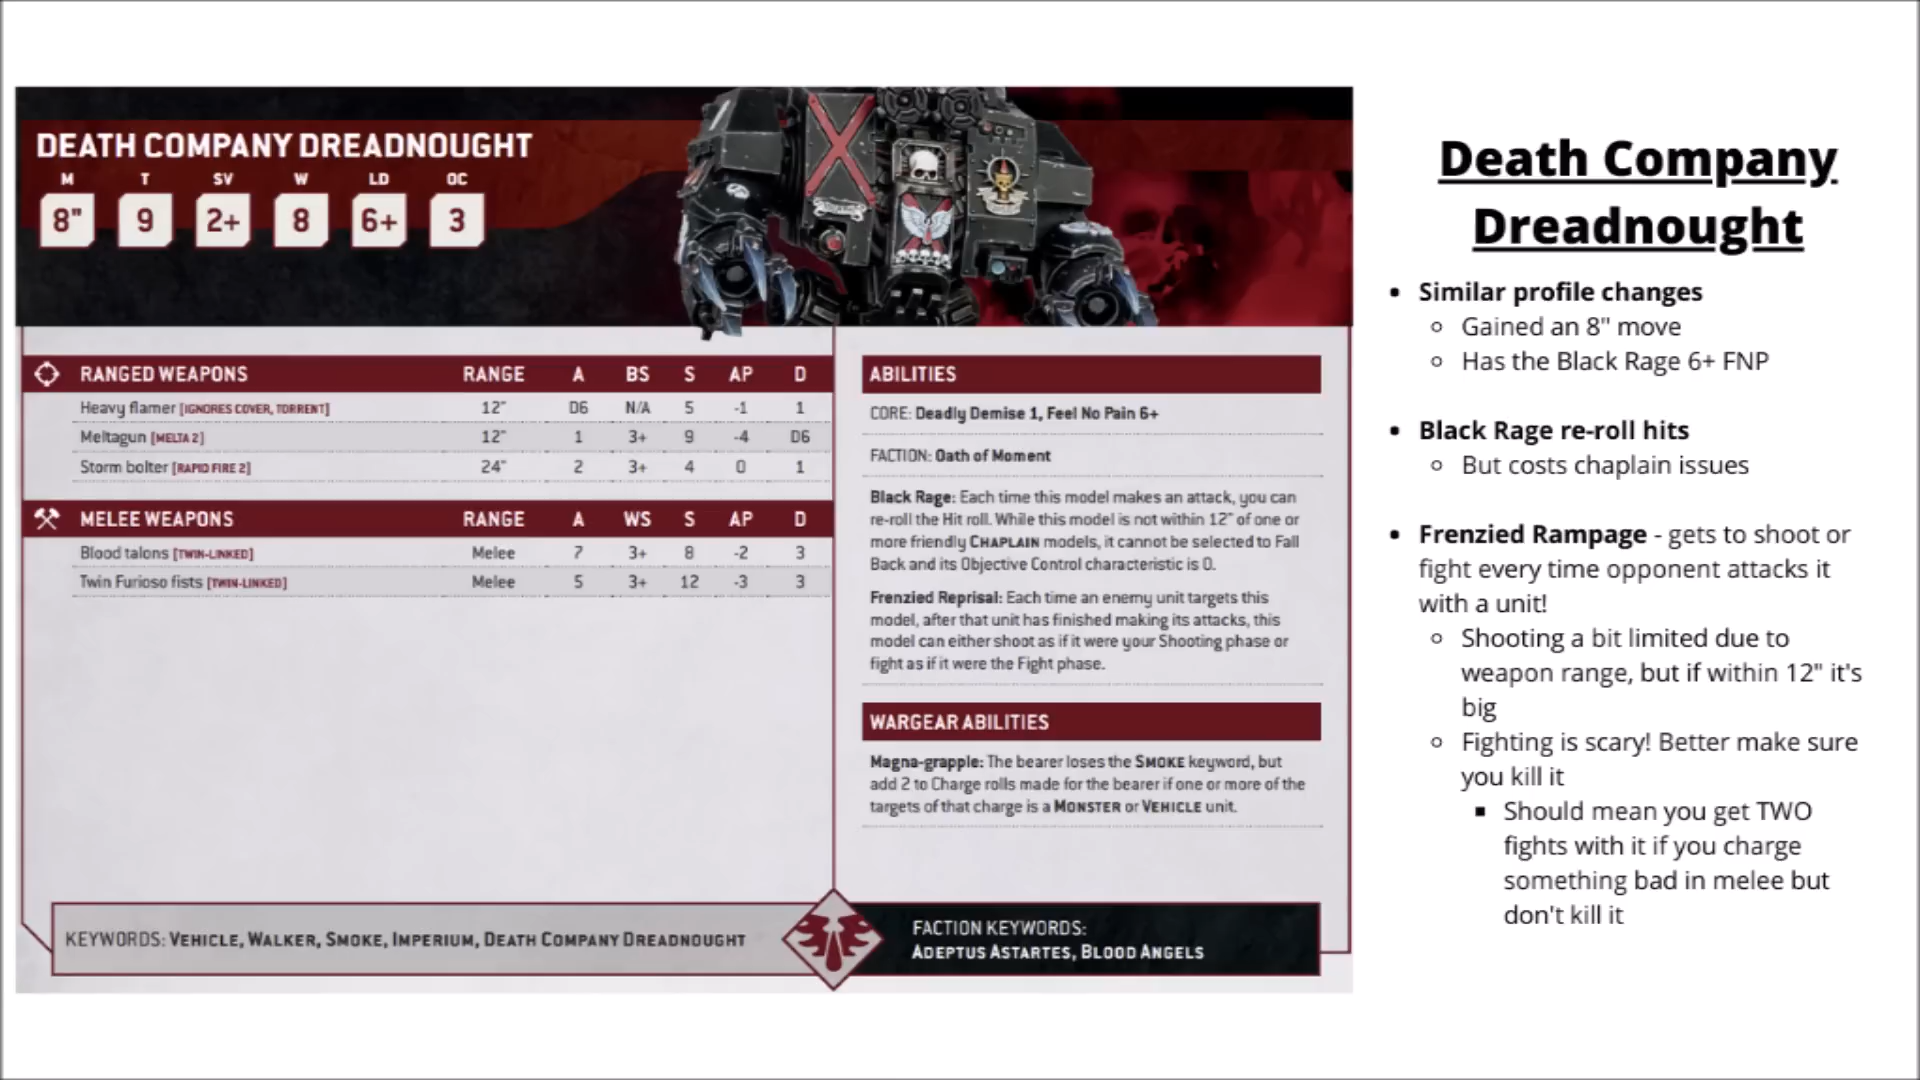 DEATH COMPANY DREADNOUGHT
M T SV W LD OC
8" 9 2+ 8 6+ 3
RANGED WEAPONS RANGE A BS S AP D
Heavy flamer [IGNORES COVER, TORRENT] 12" D6 N/A 5 -1 1
Meltagun [MELTA 2] 12" 1 3+ 9 -4 D6
Storm bolter [RAPID FIRE 2] 24" 2 3+ 4 0 1
MELEE WEAPONS RANGE A WS S AP D
Blood talons [TWIN-LINKED] Melee 7 3+ 8 -2 3
Twin Furioso fists [TWIN-LINKED] Melee 5 3+ 12 -3 3
ABILITIES
CORE: Deadly Demise 1, Feel No Pain 6+
FACTION: Oath of Moment
Black Rage: Each time this model makes an attack, you can
re-roll the Hit roll. While this model is not within 12" of one or
more friendly CHAPLAIN models, it cannot be selected to Fall
Back and its Objective Control characteristic is 0.
Frenzied Reprisal: Each time an enemy unit targets this
model, after that unit has finished making its attacks, this
model can either shoot as if it were your Shooting phase or
fight as if it were the Fight phase.
WARGEAR ABILITIES
Magna-grapple: The bearer loses the SMOKE keyword, but
add 2 to Charge rolls made for the bearer if one or more of the
targets of that charge is a MONSTER or VEHICLE unit.
KEYWORDS: VEHICLE, WALKER, SMOKE, IMPERIUM, DEATH COMPANY DREADNOUGHT
FACTION KEYWORDS:
ADEPTUS ASTARTES, BLOOD ANGELS
Death Company
Dreadnought
• Similar profile changes
○ Gained an 8" move
○ Has the Black Rage 6+ FNP
• Black Rage re-roll hits
○ But costs chaplain issues
• Frenzied Rampage - gets to shoot or
fight every time opponent attacks it
with a unit!
○ Shooting a bit limited due to
weapon range, but if within 12" it's
big
○ Fighting is scary! Better make sure
you kill it
▪ Should mean you get TWO
fights with it if you charge
something bad in melee but
don't kill it